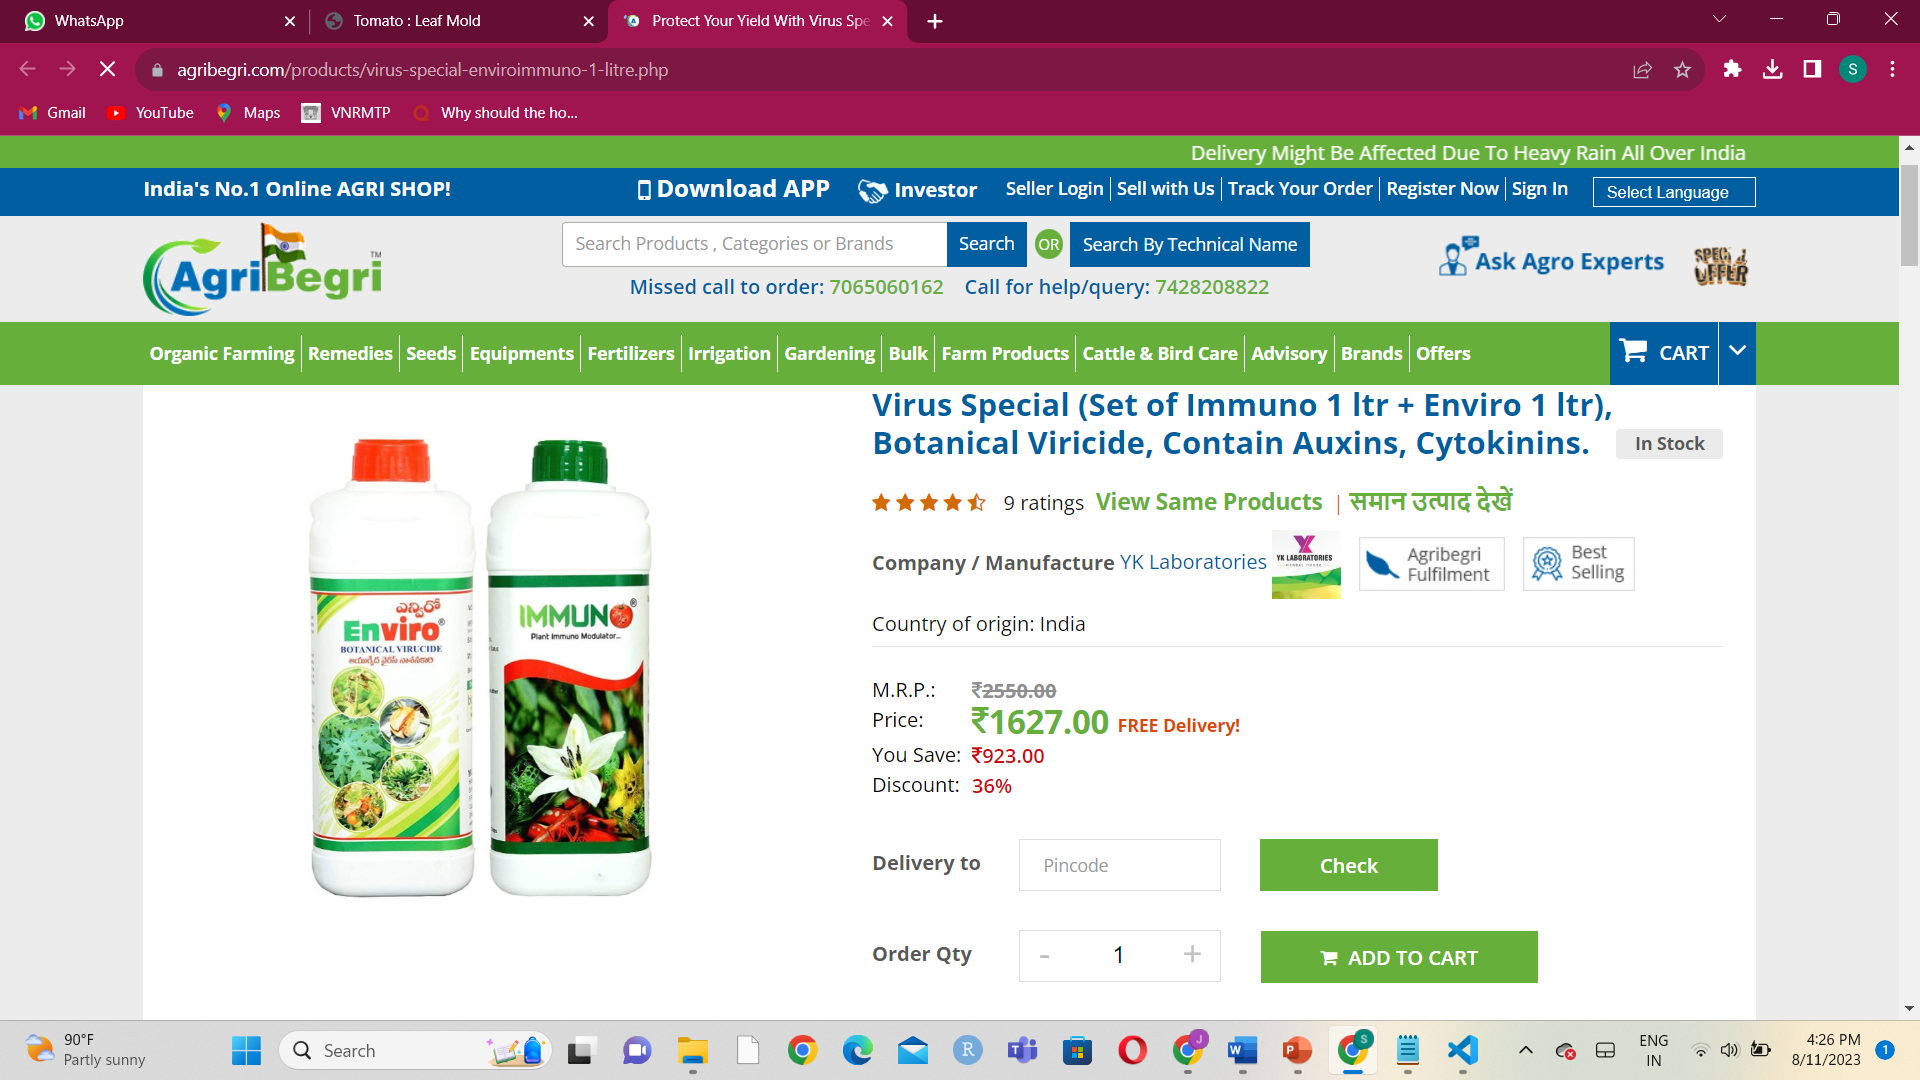 WhatsApp
Tomato : Leaf Mold
Protect Your Yield With Virus Spe
agribegri.com/products/virus-special-enviroimmuno-1-litre.php
S
Gmail YouTube Maps VNRMTP Why should the ho...
Delivery Might Be Affected Due To Heavy Rain All Over India
India's No.1 Online AGRI SHOP!
Download APP
Investor
Seller Login Sell with Us Track Your Order Register Now Sign In
Select Language
AgriBegri TM
Search Products , Categories or Brands
Search
OR
Search By Technical Name
Missed call to order: 7065060162 Call for help/query: 7428208822
Ask Agro Experts
SPECIAL
OFFER
Organic Farming Remedies Seeds Equipments Fertilizers Irrigation Gardening Bulk Farm Products Cattle & Bird Care Advisory Brands Offers
CART
Virus Special (Set of Immuno 1 ltr + Enviro 1 ltr),
Botanical Viricide, Contain Auxins, Cytokinins.
In Stock
9 ratings View Same Products | समान उत्पाद देखें
Company / Manufacture YK Laboratories
YK LABORATORIES
Agribegri
Fulfilment
Best
Selling
Country of origin: India
M.R.P.: ₹2550.00
Price: ₹1627.00 FREE Delivery!
You Save: ₹923.00
Discount: 36%
Delivery to Pincode Check
Order Qty - 1 + ADD TO CART
ఎన్విరో
Enviro®
BOTANICAL VIRUCIDE
IMMUNO®
Plant Immuno Modulator...
90°F
Partly sunny
Search
ENG
IN
4:26 PM
8/11/2023
1